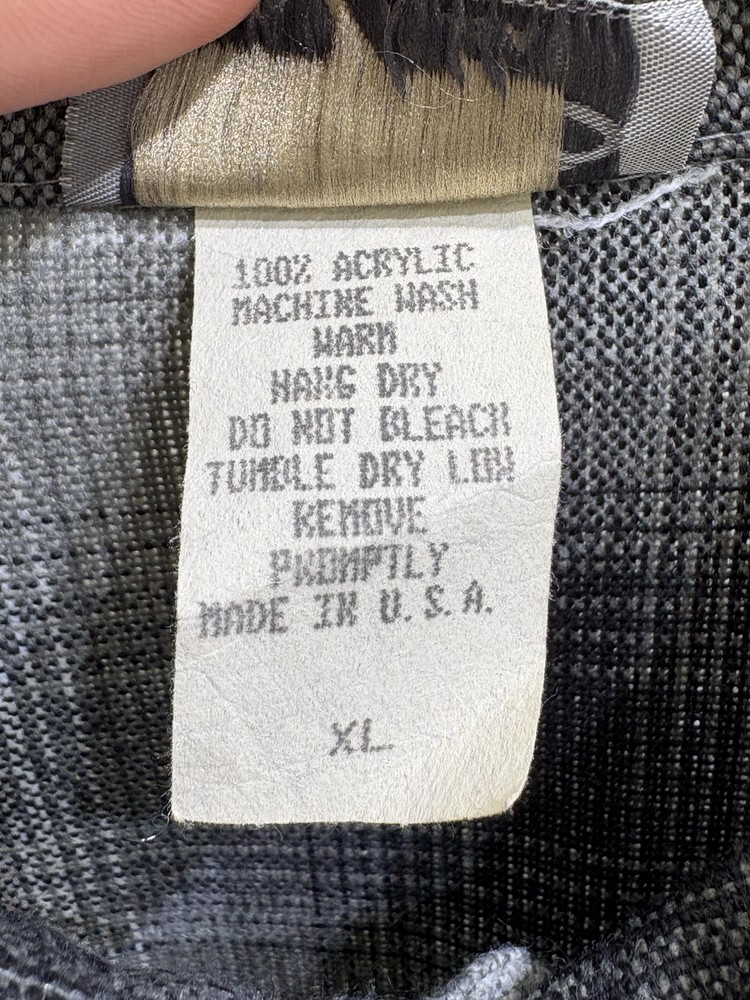 100% ACRYLIC
MACHINE WASH
WARM
HANG DRY
DO NOT BLEACH
TUMBLE DRY LOW
REMOVE
PROMPTLY
MADE IN U.S.A.
XL